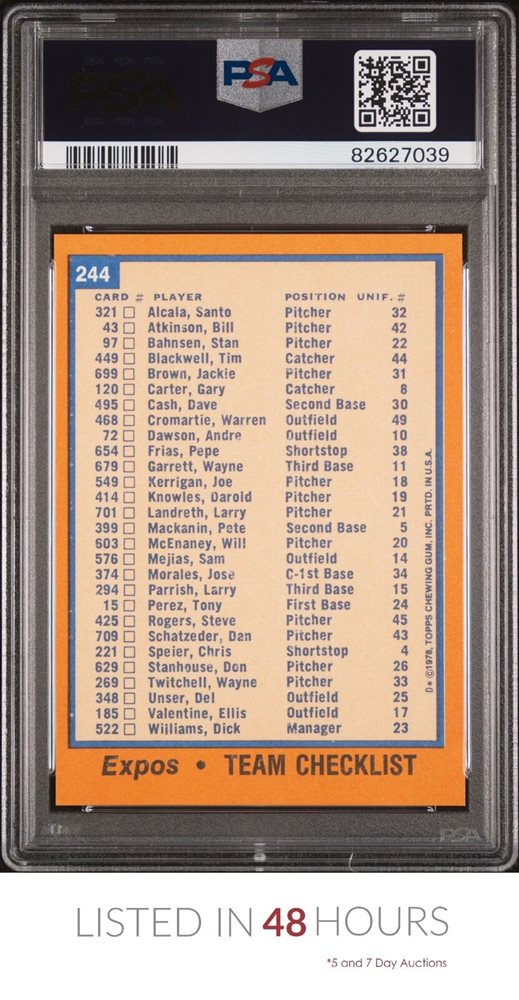 PSA
82627039
244
CARD # PLAYER POSITION UNIF. #
321 Alcala, Santo Pitcher 32
43 Atkinson, Bill Pitcher 42
97 Bahnsen, Stan Pitcher 22
449 Blackwell, Tim Catcher 44
699 Brown, Jackie Pitcher 31
120 Carter, Gary Catcher 8
495 Cash, Dave Second Base 30
468 Cromartie, Warren Outfield 49
72 Dawson, Andre Outfield 10
654 Frias, Pepe Shortstop 38
679 Garrett, Wayne Third Base 11
549 Kerrigan, Joe Pitcher 18
414 Knowles, Darold Pitcher 19
701 Landreth, Larry Pitcher 21
399 Mackanin, Pete Second Base 5
603 McEnaney, Will Pitcher 20
576 Mejias, Sam Outfield 14
374 Morales, Jose C-1st Base 34
294 Parrish, Larry Third Base 15
15 Perez, Tony First Base 24
425 Rogers, Steve Pitcher 45
709 Schatzeder, Dan Pitcher 43
221 Speier, Chris Shortstop 4
629 Stanhouse, Don Pitcher 26
269 Twitchell, Wayne Pitcher 33
348 Unser, Del Outfield 25
185 Valentine, Ellis Outfield 17
522 Williams, Dick Manager 23
D* ©1978, TOPPS CHEWING GUM, INC. PRTD. IN U.S.A.
Expos • TEAM CHECKLIST
PSA
LISTED IN 48 HOURS
*5 and 7 Day Auctions